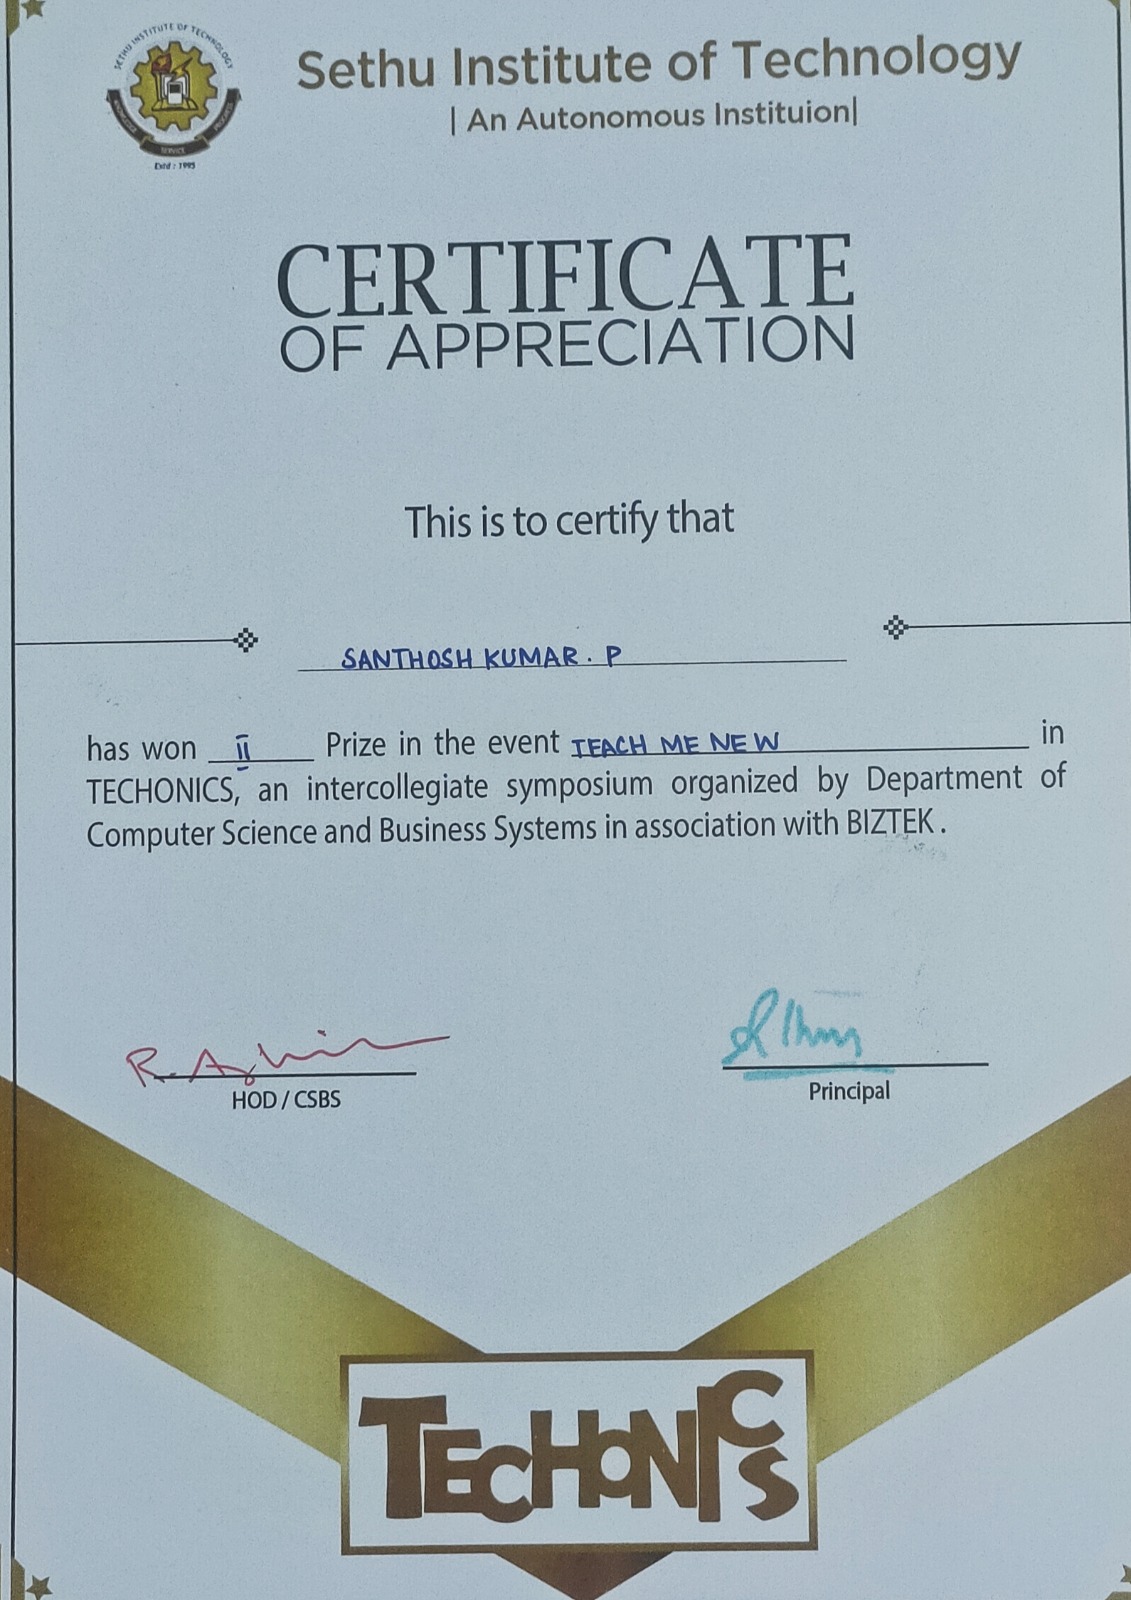 SETHU INSTITUTE OF TECHNOLOGY
SERVICE
Estd : 1995
Sethu Institute of Technology
| An Autonomous Instituion|
CERTIFICATE
OF APPRECIATION
This is to certify that
SANTHOSH KUMAR. P
has won II Prize in the event TEACH ME NEW in
TECHONICS, an intercollegiate symposium organized by Department of
Computer Science and Business Systems in association with BIZTEK.
HOD / CSBS
Principal
TECHONICS